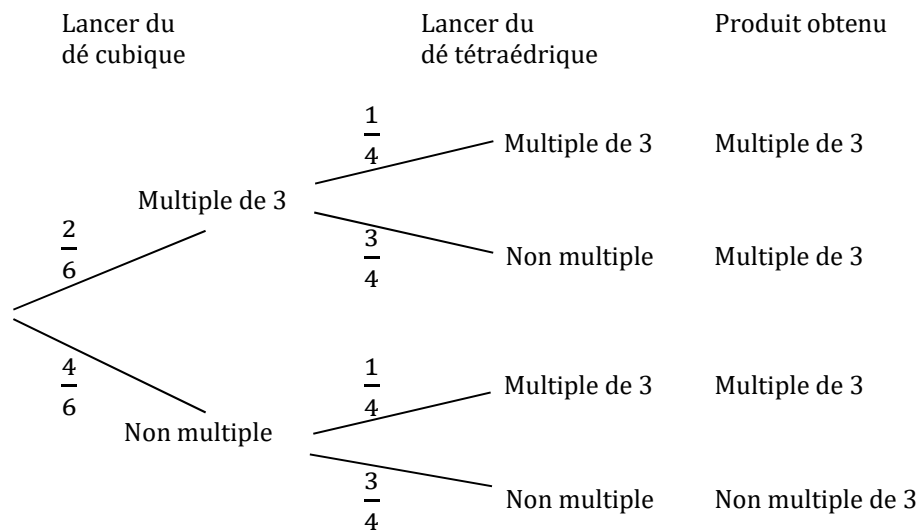 Lancer du
dé cubique
Lancer du
dé tétraédrique
Produit obtenu
1
4
Multiple de 3
Multiple de 3
Multiple de 3
2
6
3
4
Non multiple
Multiple de 3
4
6
1
4
Multiple de 3
Multiple de 3
Non multiple
3
4
Non multiple
Non multiple de 3